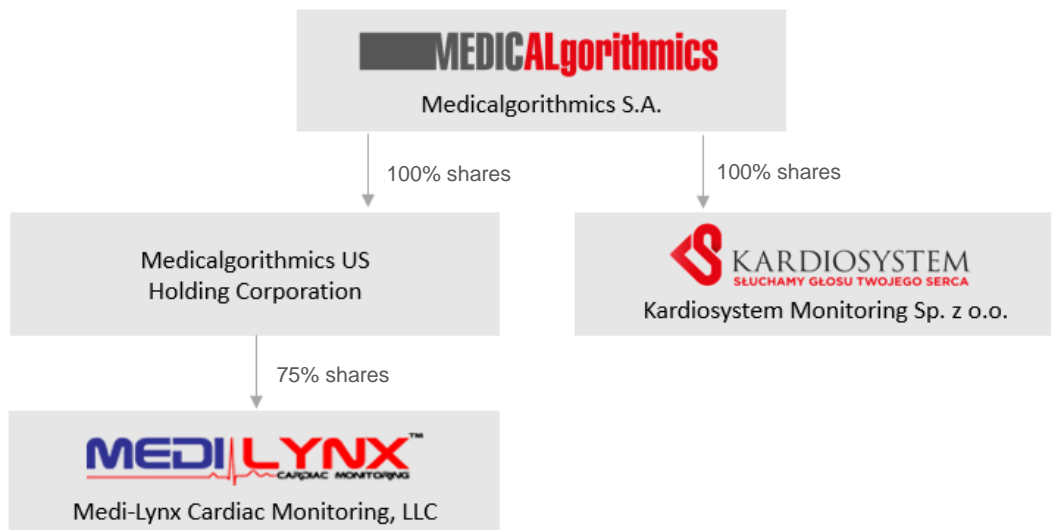 MEDICALgorithmics
Medicalgorithmics S.A.
100% shares
100% shares
Medicalgorithmics US
Holding Corporation
KARDIOSYSTEM
SŁUCHAMY GŁOSU TWOJEGO SERCA
Kardiosystem Monitoring Sp. z o.o.
75% shares
MEDI LYNX™
CARDIAC MONITORING
Medi-Lynx Cardiac Monitoring, LLC